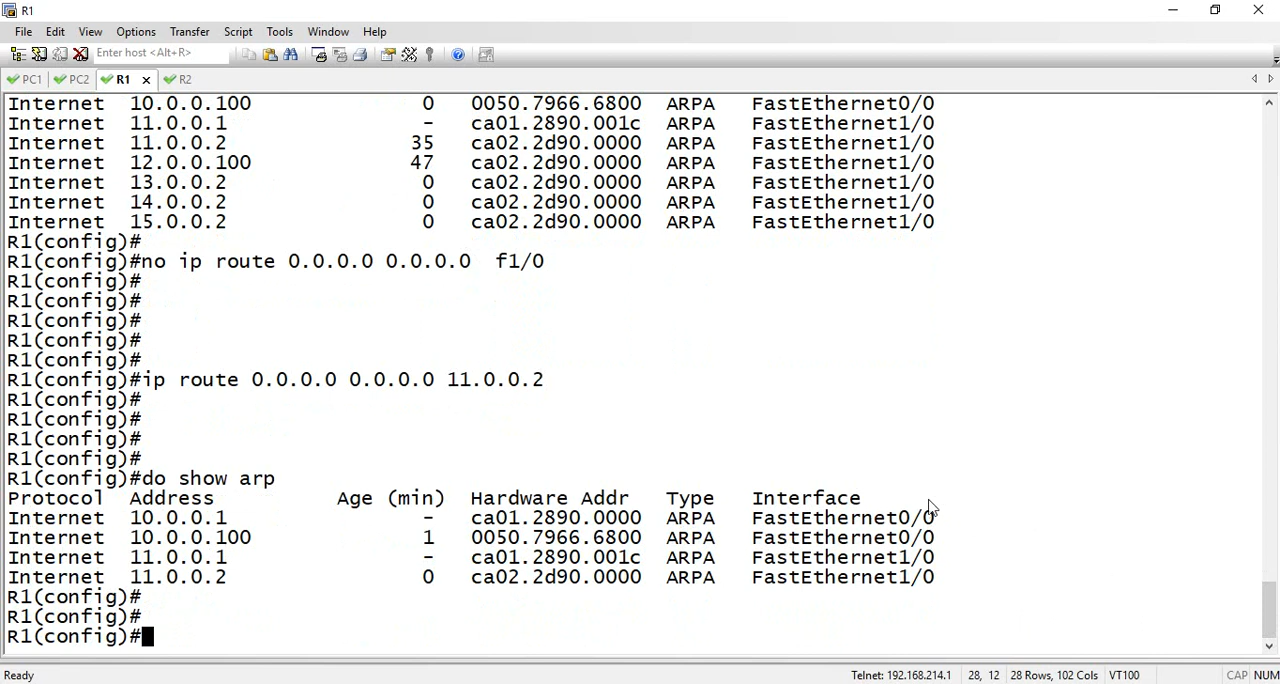 R1
File Edit View Options Transfer Script Tools Window Help
Enter host <Alt+R>
PC1 PC2 R1 R2
Internet 10.0.0.100 0 0050.7966.6800 ARPA FastEthernet0/0
Internet 11.0.0.1 - ca01.2890.001c ARPA FastEthernet1/0
Internet 11.0.0.2 35 ca02.2d90.0000 ARPA FastEthernet1/0
Internet 12.0.0.100 47 ca02.2d90.0000 ARPA FastEthernet1/0
Internet 13.0.0.2 0 ca02.2d90.0000 ARPA FastEthernet1/0
Internet 14.0.0.2 0 ca02.2d90.0000 ARPA FastEthernet1/0
Internet 15.0.0.2 0 ca02.2d90.0000 ARPA FastEthernet1/0
R1(config)#
R1(config)#no ip route 0.0.0.0 0.0.0.0  f1/0
R1(config)#
R1(config)#
R1(config)#
R1(config)#
R1(config)#
R1(config)#ip route 0.0.0.0 0.0.0.0 11.0.0.2
R1(config)#
R1(config)#
R1(config)#
R1(config)#
R1(config)#do show arp
Protocol Address Age (min) Hardware Addr Type Interface
Internet 10.0.0.1 - ca01.2890.0000 ARPA FastEthernet0/0
Internet 10.0.0.100 1 0050.7966.6800 ARPA FastEthernet0/0
Internet 11.0.0.1 - ca01.2890.001c ARPA FastEthernet1/0
Internet 11.0.0.2 0 ca02.2d90.0000 ARPA FastEthernet1/0
R1(config)#
R1(config)#
R1(config)#
Ready Telnet: 192.168.214.1 28, 12 28 Rows, 102 Cols VT100 CAP NUM